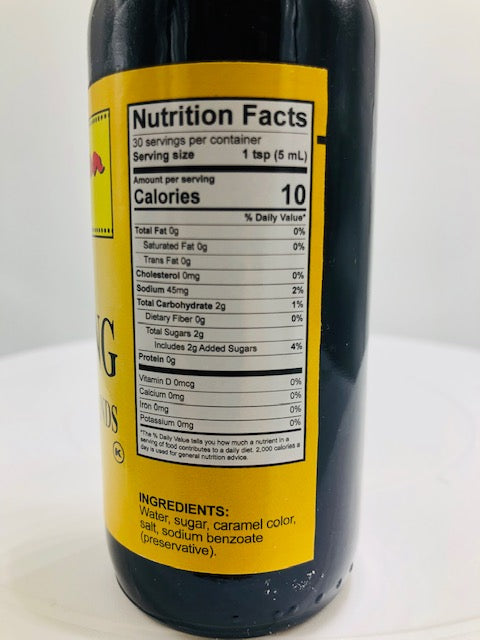 Nutrition Facts
30 servings per container
Serving size 1 tsp (5 mL)
Amount per serving
Calories 10
% Daily Value*
Total Fat 0g 0%
Saturated Fat 0g 0%
Trans Fat 0g
Cholesterol 0mg 0%
Sodium 45mg 2%
Total Carbohydrate 2g 1%
Dietary Fiber 0g 0%
Total Sugars 2g
Includes 2g Added Sugars 4%
Protein 0g
Vitamin D 0mcg 0%
Calcium 0mg 0%
Iron 0mg 0%
Potassium 0mg 0%
*The % Daily Value tells you how much a nutrient in a
serving of food contributes to a daily diet. 2,000 calories a
day is used for general nutrition advice.
NG
NDS
K
INGREDIENTS:
Water, sugar, caramel color,
salt, sodium benzoate
(preservative).